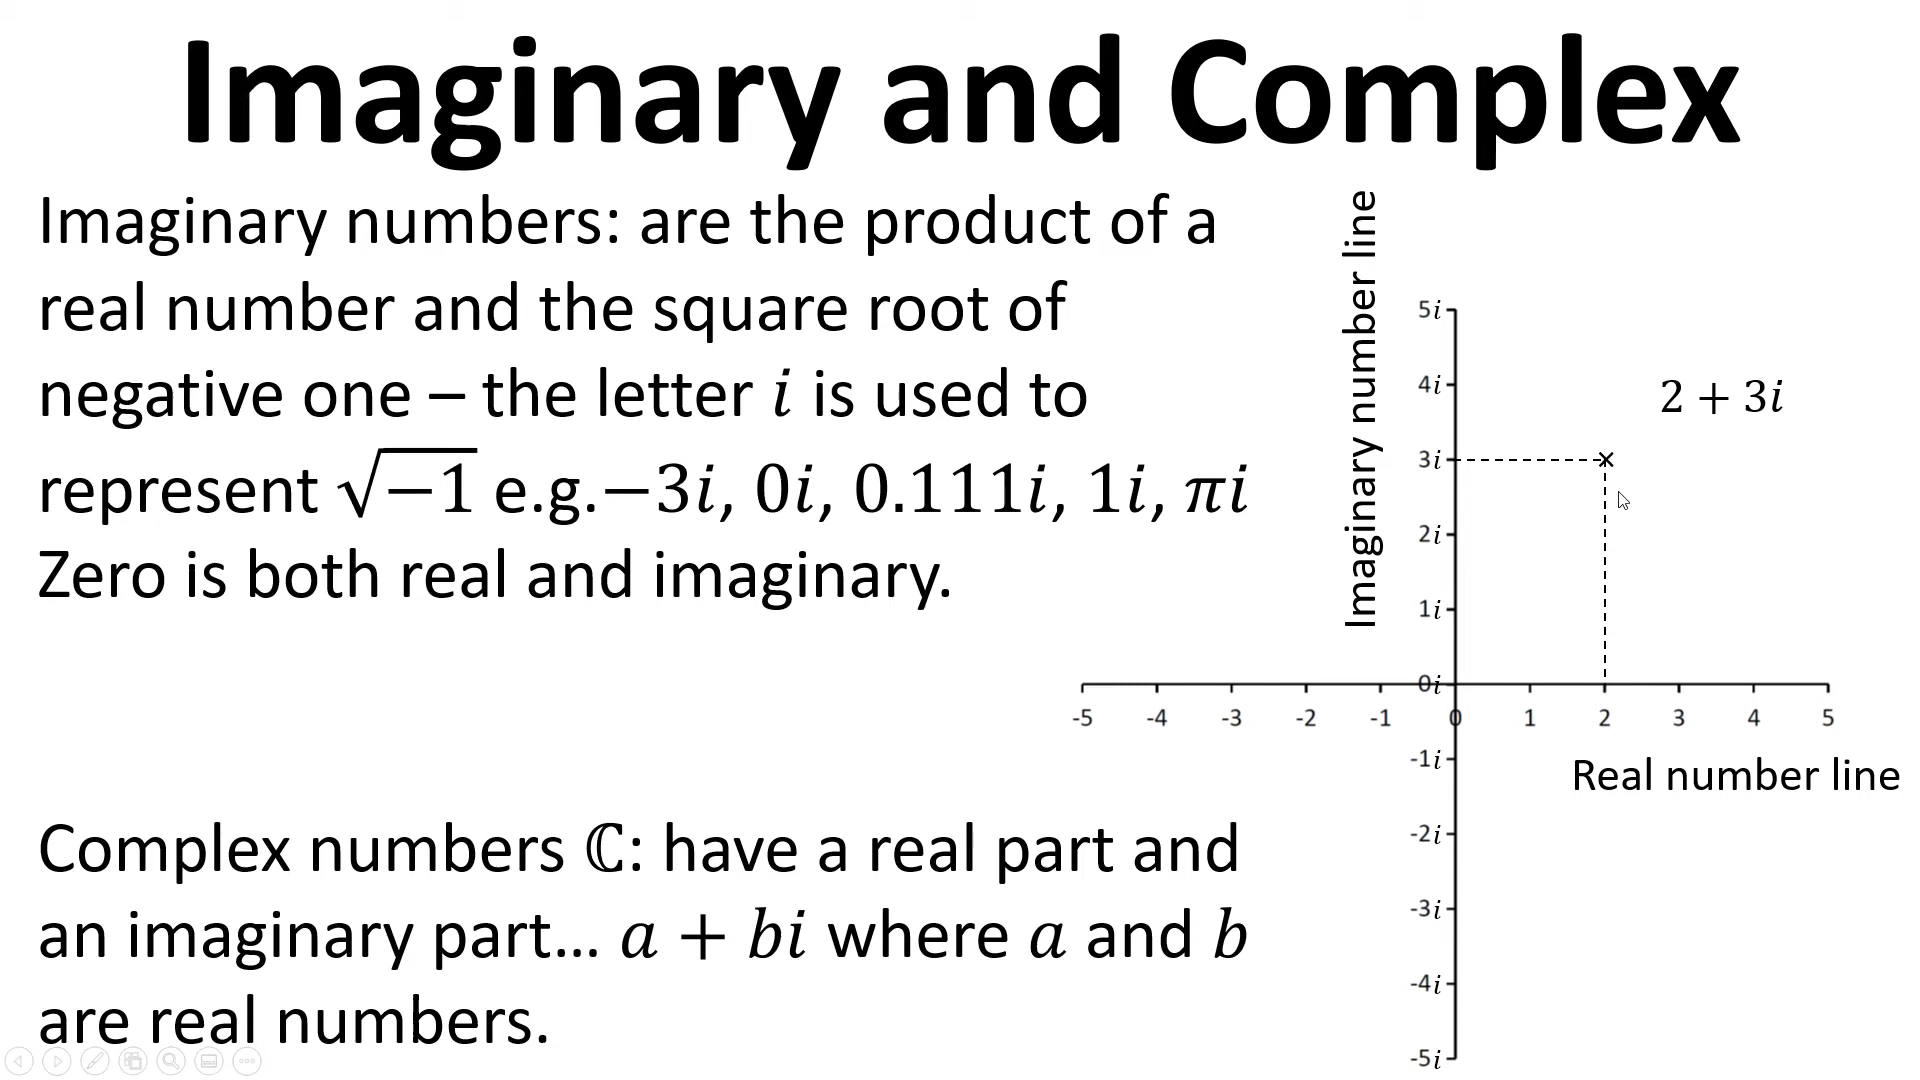 Imaginary and Complex
Imaginary numbers: are the product of a
real number and the square root of
negative one – the letter i is used to
represent √−1 e.g.−3i, 0i, 0.111i, 1i, πi
Zero is both real and imaginary.
Complex numbers ℂ: have a real part and
an imaginary part... a + bi where a and b
are real numbers.
Imaginary number line
5i
4i
3i
2i
1i
0i
-1i
-2i
-3i
-4i
-5i
2 + 3i
-5 -4 -3 -2 -1 0 1 2 3 4 5
Real number line